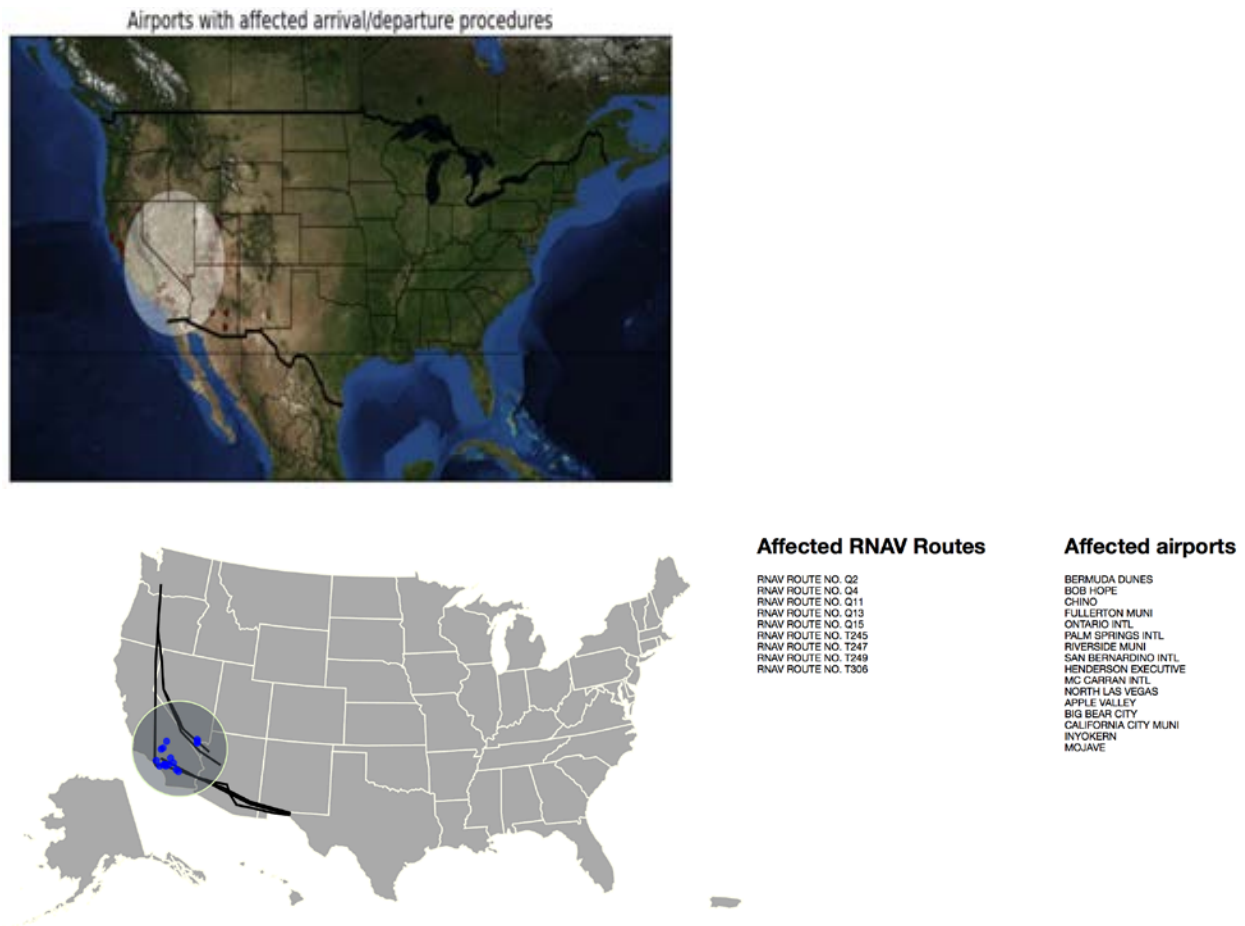 Airports with affected arrival/departure procedures
Affected RNAV Routes
RNAV ROUTE NO. Q2
RNAV ROUTE NO. Q4
RNAV ROUTE NO. Q11
RNAV ROUTE NO. Q13
RNAV ROUTE NO. Q15
RNAV ROUTE NO. T245
RNAV ROUTE NO. T247
RNAV ROUTE NO. T249
RNAV ROUTE NO. T306
Affected airports
BERMUDA DUNES
BOB HOPE
CHINO
FULLERTON MUNI
ONTARIO INTL
PALM SPRINGS INTL
RIVERSIDE MUNI
SAN BERNARDINO INTL
HENDERSON EXECUTIVE
MC CARRAN INTL
NORTH LAS VEGAS
APPLE VALLEY
BIG BEAR CITY
CALIFORNIA CITY MUNI
INYOKERN
MOJAVE